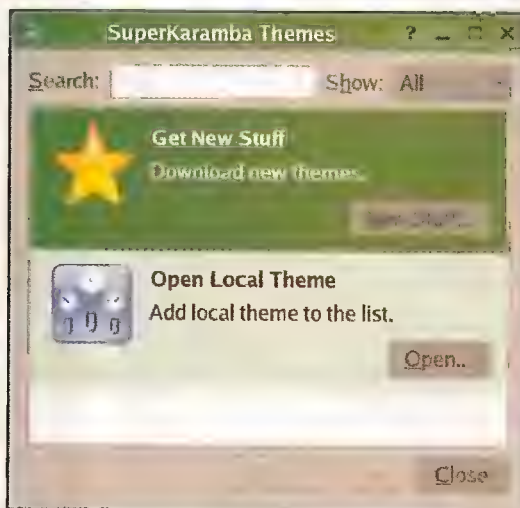 SuperKaramba Themes
Search: Show: All
Get New Stuff
Download new themes.
Open Local Theme
Add local theme to the list.
Open..
Close